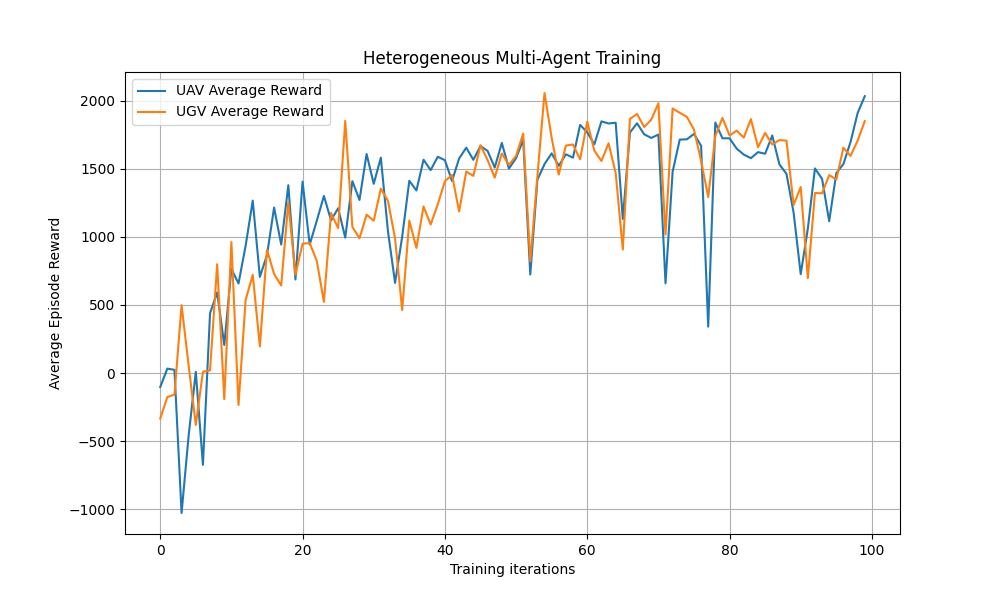 Heterogeneous Multi-Agent Training
UAV Average Reward
UGV Average Reward
2000
1500
1000
500
0
−500
−1000
Average Episode Reward
0 20 40 60 80 100
Training iterations